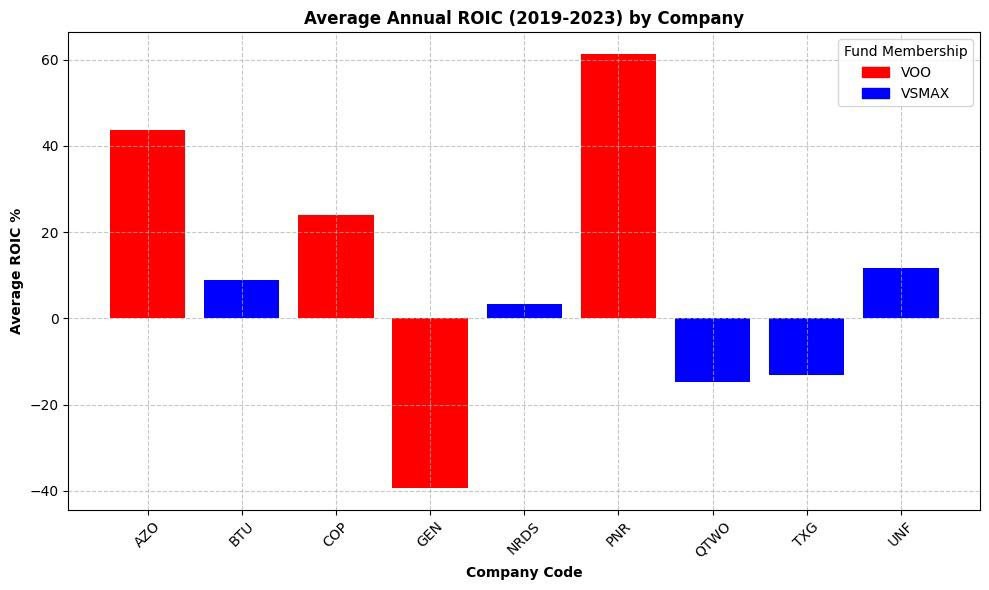 Average Annual ROIC (2019-2023) by Company
Fund Membership
VOO
VSMAX
60
40
20
0
−20
−40
Average ROIC %
AZO
BTU
COP
GEN
NRDS
PNR
QTWO
TXG
UNF
Company Code